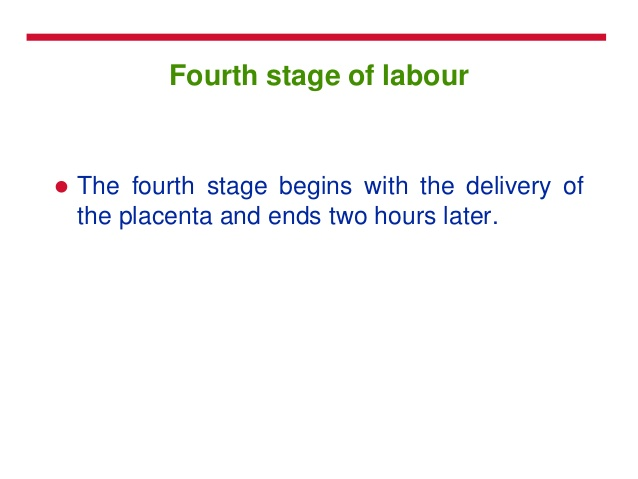 Fourth stage of labour
The fourth stage begins with the delivery of
the placenta and ends two hours later.